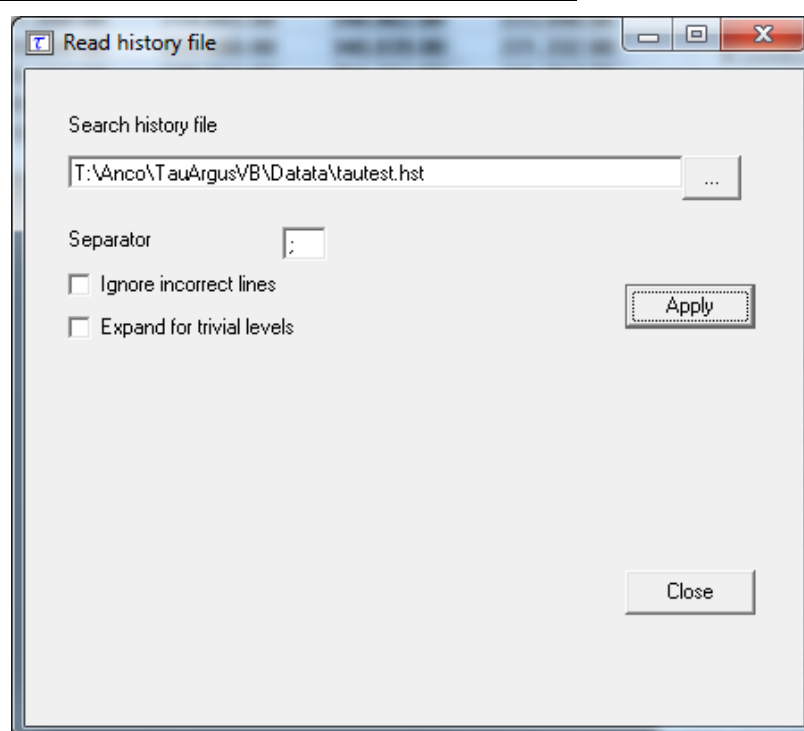 τ Read history file
Search history file
T:\Anco\TauArgusVB\Datata\tautest.hst
...
Separator ;
Ignore incorrect lines
Apply
Expand for trivial levels
Close